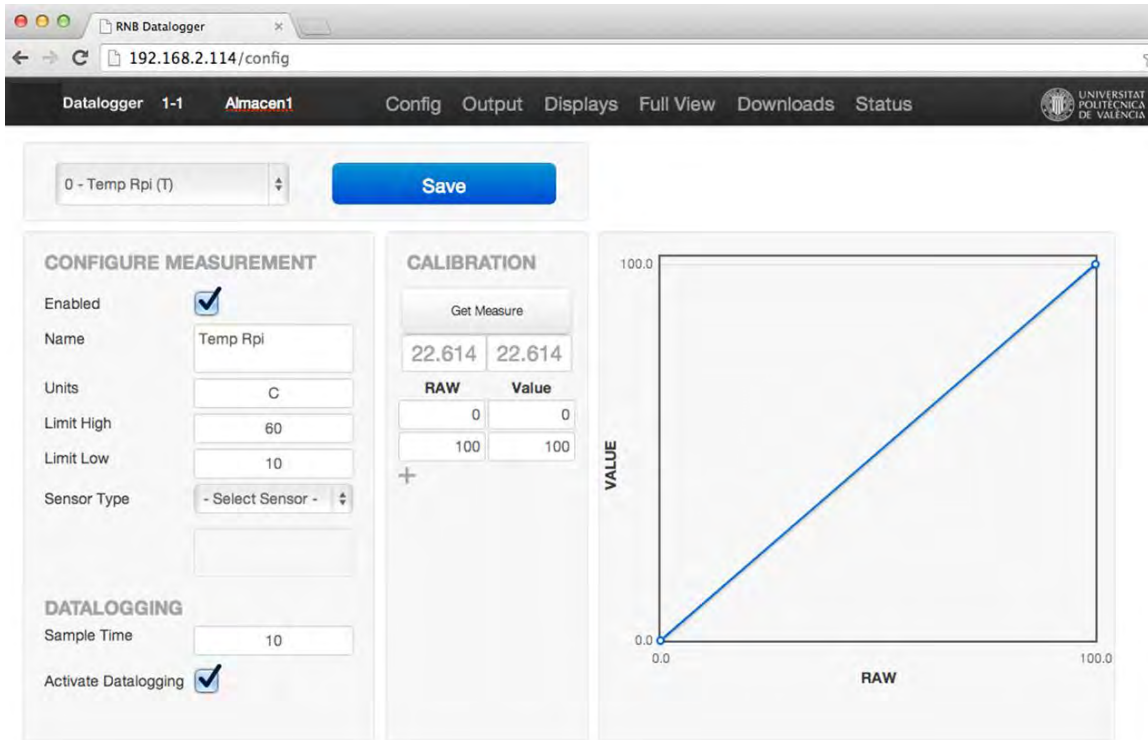 RNB Datalogger
192.168.2.114/config
Datalogger 1-1 Almacen1 Config Output Displays Full View Downloads Status
UNIVERSITAT
POLITÈCNICA
DE VALÈNCIA
0 - Temp Rpi (T)
Save
CONFIGURE MEASUREMENT
Enabled
Name Temp Rpi
Units C
Limit High 60
Limit Low 10
Sensor Type - Select Sensor -
DATALOGGING
Sample Time 10
Activate Datalogging
CALIBRATION
Get Measure
22.614 22.614
RAW Value
0 0
100 100
+
100.0
VALUE
0.0
0.0 100.0
RAW